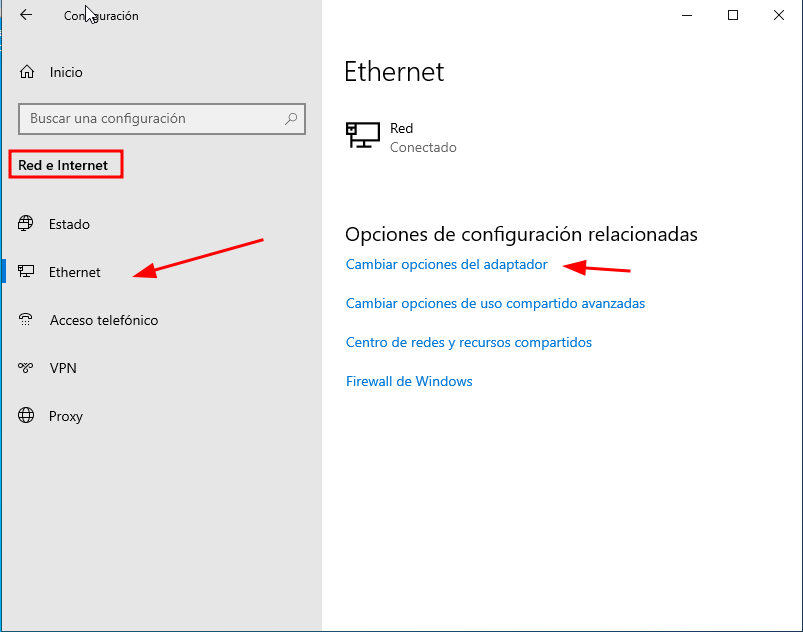 Configuración
Inicio
Buscar una configuración
Red e Internet
Estado
Ethernet
Acceso telefónico
VPN
Proxy
Ethernet
Red
Conectado
Opciones de configuración relacionadas
Cambiar opciones del adaptador
Cambiar opciones de uso compartido avanzadas
Centro de redes y recursos compartidos
Firewall de Windows